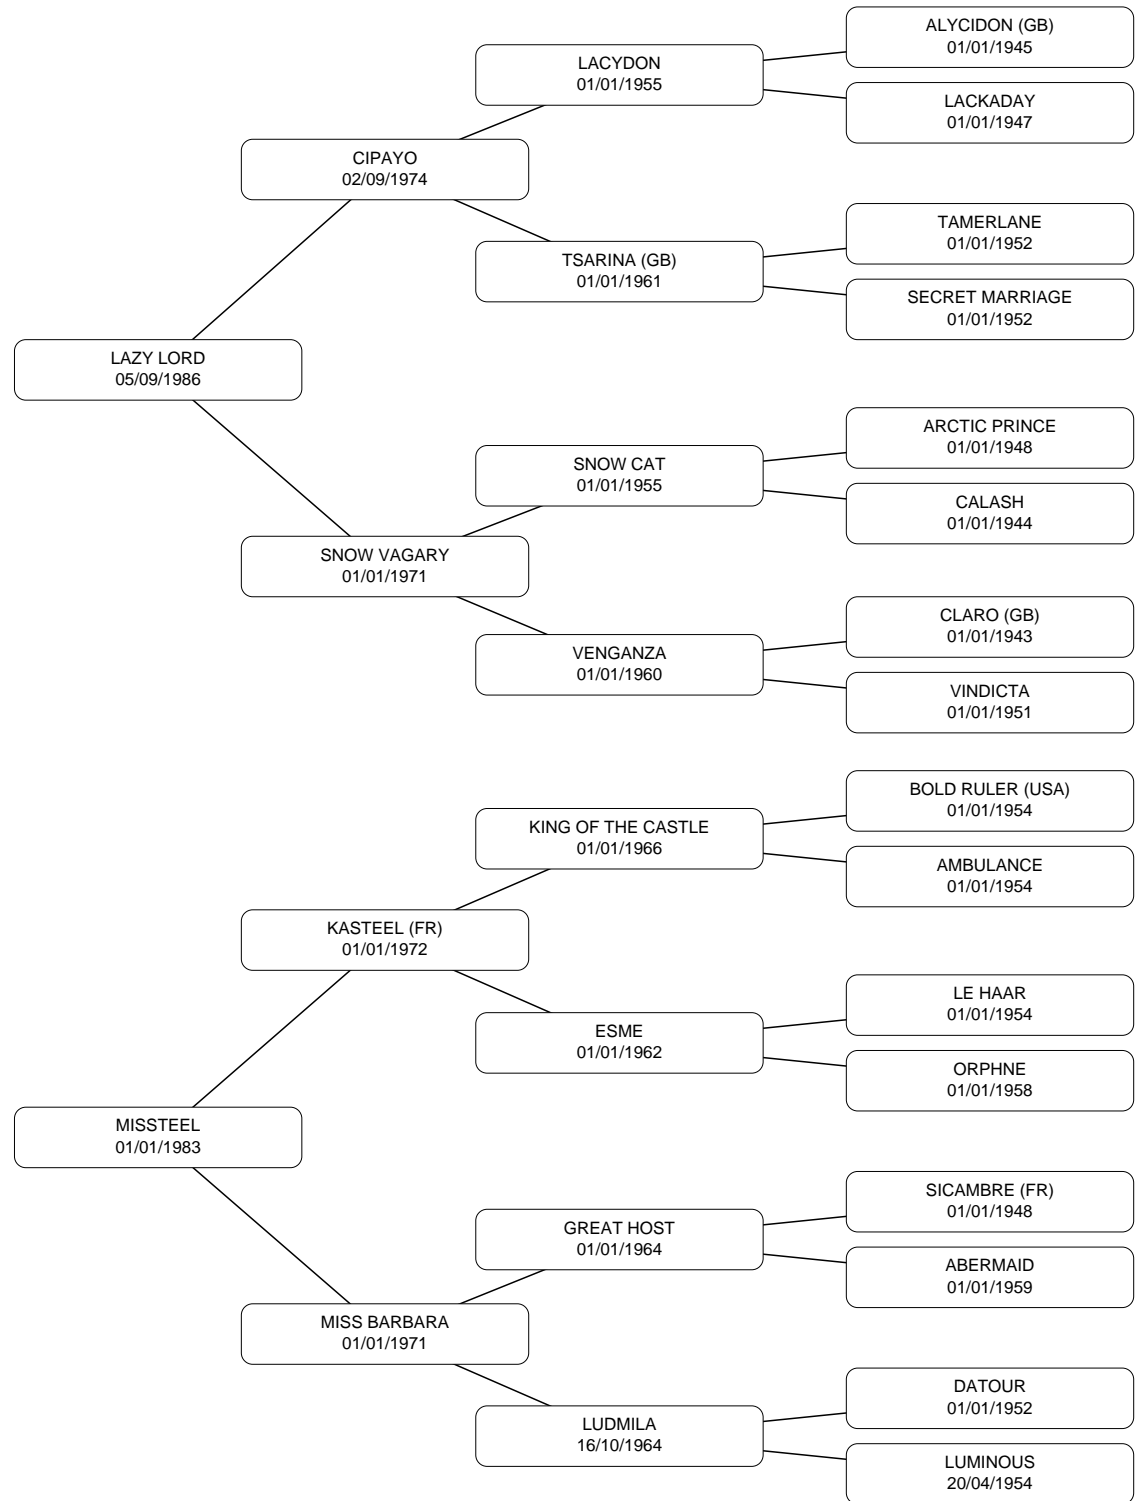 ALYCIDON (GB)
01/01/1945
LACYDON
01/01/1955
LACKADAY
01/01/1947
CIPAYO
02/09/1974
TAMERLANE
01/01/1952
TSARINA (GB)
01/01/1961
SECRET MARRIAGE
01/01/1952
LAZY LORD
05/09/1986
ARCTIC PRINCE
01/01/1948
SNOW CAT
01/01/1955
CALASH
01/01/1944
SNOW VAGARY
01/01/1971
CLARO (GB)
01/01/1943
VENGANZA
01/01/1960
VINDICTA
01/01/1951
BOLD RULER (USA)
01/01/1954
KING OF THE CASTLE
01/01/1966
AMBULANCE
01/01/1954
KASTEEL (FR)
01/01/1972
LE HAAR
01/01/1954
ESME
01/01/1962
ORPHNE
01/01/1958
MISSTEEL
01/01/1983
SICAMBRE (FR)
01/01/1948
GREAT HOST
01/01/1964
ABERMAID
01/01/1959
MISS BARBARA
01/01/1971
DATOUR
01/01/1952
LUDMILA
16/10/1964
LUMINOUS
20/04/1954